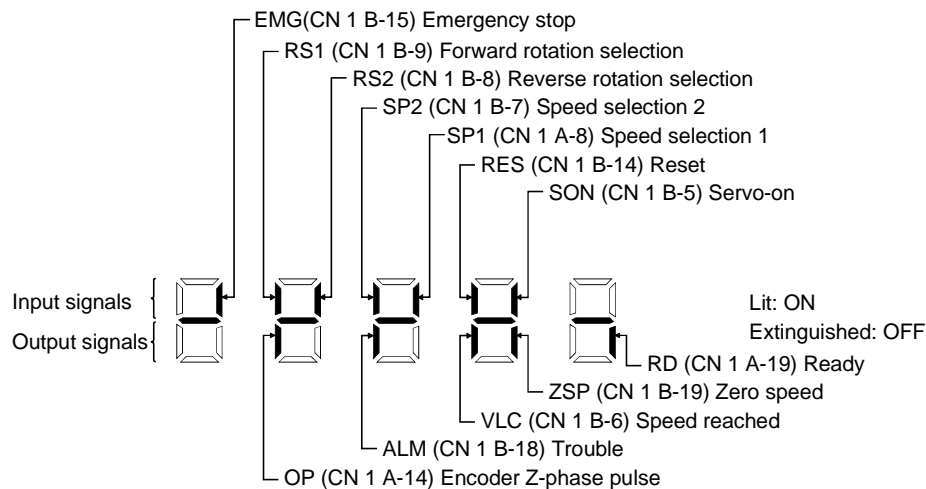 EMG(CN 1 B-15) Emergency stop
RS1 (CN 1 B-9) Forward rotation selection
RS2 (CN 1 B-8) Reverse rotation selection
SP2 (CN 1 B-7) Speed selection 2
SP1 (CN 1 A-8) Speed selection 1
RES (CN 1 B-14) Reset
SON (CN 1 B-5) Servo-on
Input signals
Lit: ON
Output signals
Extinguished: OFF
RD (CN 1 A-19) Ready
ZSP (CN 1 B-19) Zero speed
VLC (CN 1 B-6) Speed reached
ALM (CN 1 B-18) Trouble
OP (CN 1 A-14) Encoder Z-phase pulse